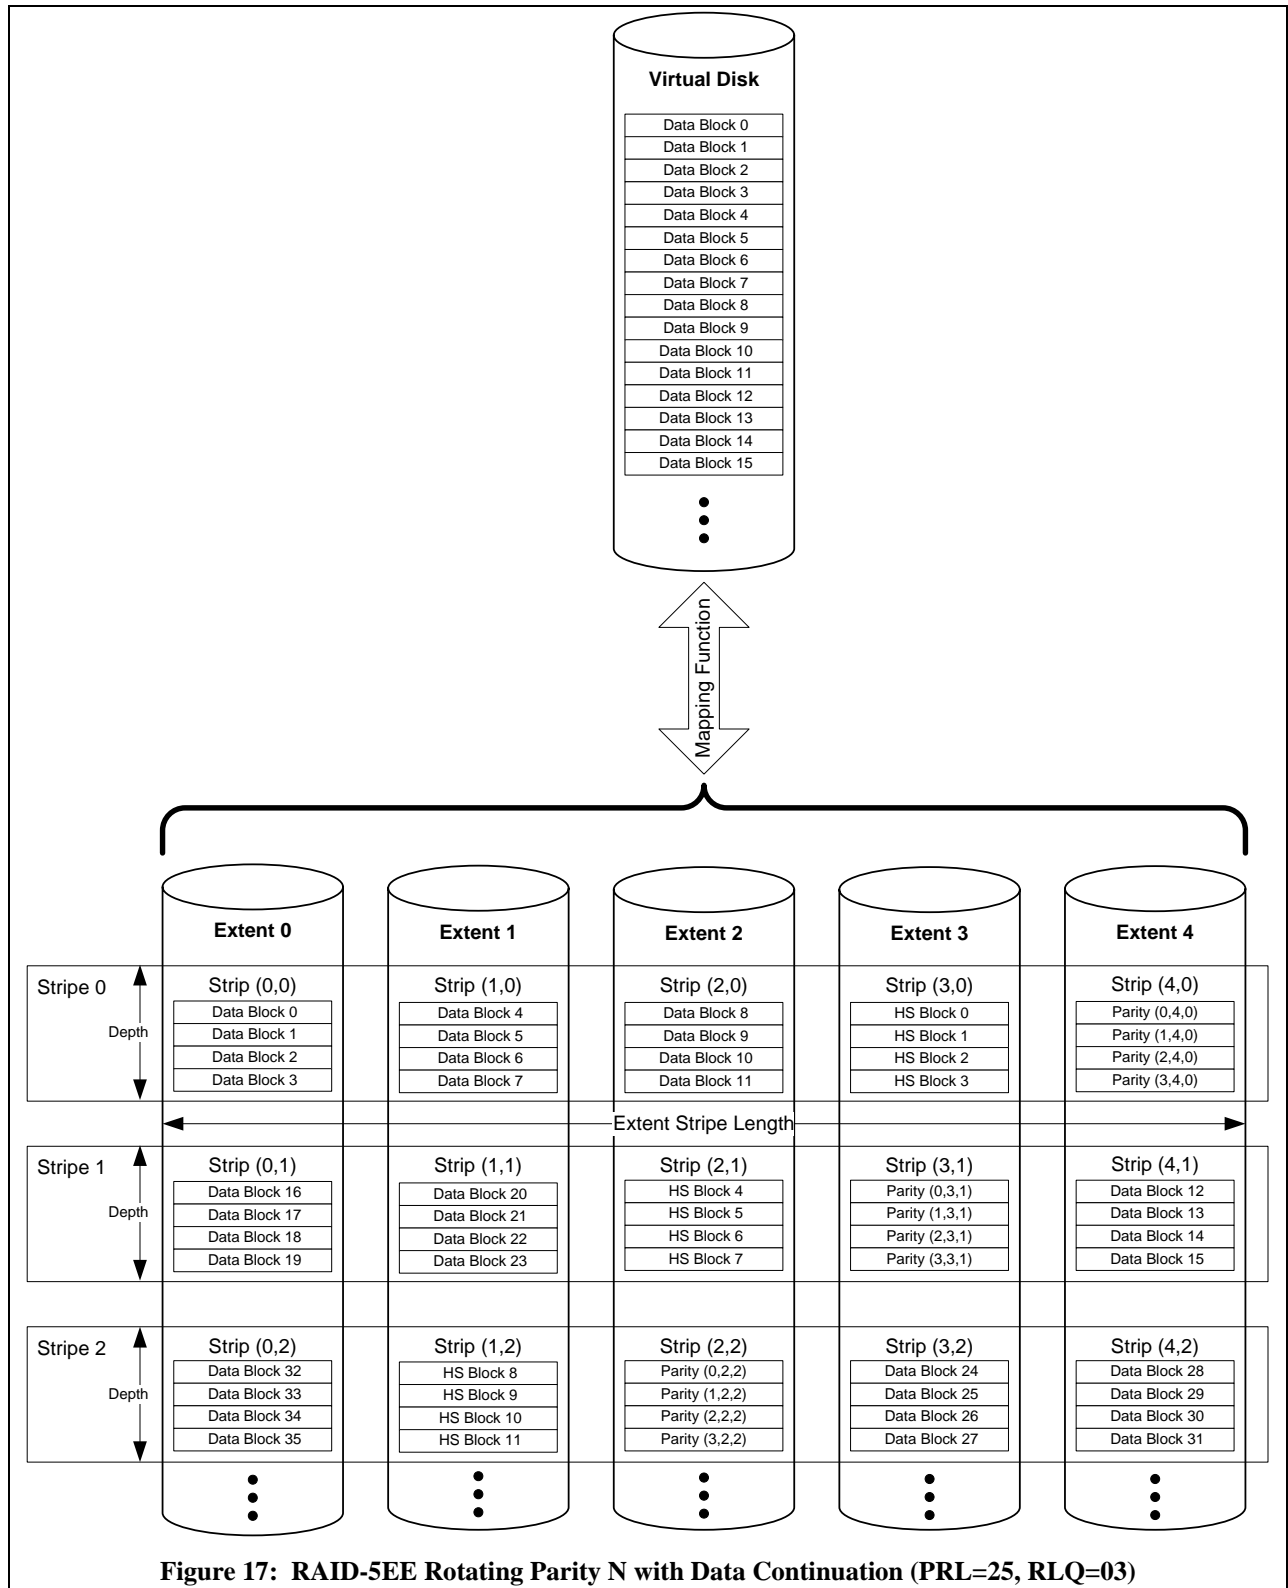 Virtual Disk
Data Block 0
Data Block 1
Data Block 2
Data Block 3
Data Block 4
Data Block 5
Data Block 6
Data Block 7
Data Block 8
Data Block 9
Data Block 10
Data Block 11
Data Block 12
Data Block 13
Data Block 14
Data Block 15
Mapping Function
Extent 0
Extent 1
Extent 2
Extent 3
Extent 4
Stripe 0
Depth
Strip (0,0)
Data Block 0
Data Block 1
Data Block 2
Data Block 3
Strip (1,0)
Data Block 4
Data Block 5
Data Block 6
Data Block 7
Strip (2,0)
Data Block 8
Data Block 9
Data Block 10
Data Block 11
Strip (3,0)
HS Block 0
HS Block 1
HS Block 2
HS Block 3
Strip (4,0)
Parity (0,4,0)
Parity (1,4,0)
Parity (2,4,0)
Parity (3,4,0)
Extent Stripe Length
Stripe 1
Depth
Strip (0,1)
Data Block 16
Data Block 17
Data Block 18
Data Block 19
Strip (1,1)
Data Block 20
Data Block 21
Data Block 22
Data Block 23
Strip (2,1)
HS Block 4
HS Block 5
HS Block 6
HS Block 7
Strip (3,1)
Parity (0,3,1)
Parity (1,3,1)
Parity (2,3,1)
Parity (3,3,1)
Strip (4,1)
Data Block 12
Data Block 13
Data Block 14
Data Block 15
Stripe 2
Depth
Strip (0,2)
Data Block 32
Data Block 33
Data Block 34
Data Block 35
Strip (1,2)
HS Block 8
HS Block 9
HS Block 10
HS Block 11
Strip (2,2)
Parity (0,2,2)
Parity (1,2,2)
Parity (2,2,2)
Parity (3,2,2)
Strip (3,2)
Data Block 24
Data Block 25
Data Block 26
Data Block 27
Strip (4,2)
Data Block 28
Data Block 29
Data Block 30
Data Block 31
Figure 17: RAID-5EE Rotating Parity N with Data Continuation (PRL=25, RLQ=03)